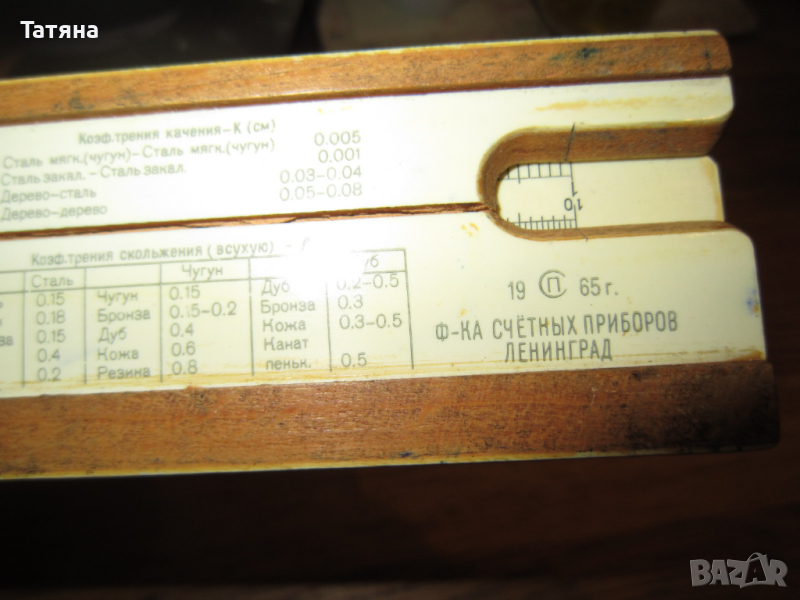 Татяна
Коэф.трения качения-К (см)
Сталь мягк.(чугун)-Сталь мягк.(чугун) 0.005
Сталь закал.-Сталь закал. 0.001
Дерево-сталь 0.03-0.04
Дерево-дерево 0.05-0.08
1
10
Коэф.трения скольжения (всухую) -
Сталь Чугун
0.15 Чугун 0.15 Дуб 0.2-0.5
0.18 Бронза 0.15-0.2 Бронза 0.3
0.15 Дуб 0.4 Кожа 0.3-0.5
0.4 Кожа 0.6 Канат
0.2 Резина 0.8 пеньк. 0.5
19 СП 65 г.
Ф-КА СЧЁТНЫХ ПРИБОРОВ
ЛЕНИНГРАД
BAZAR